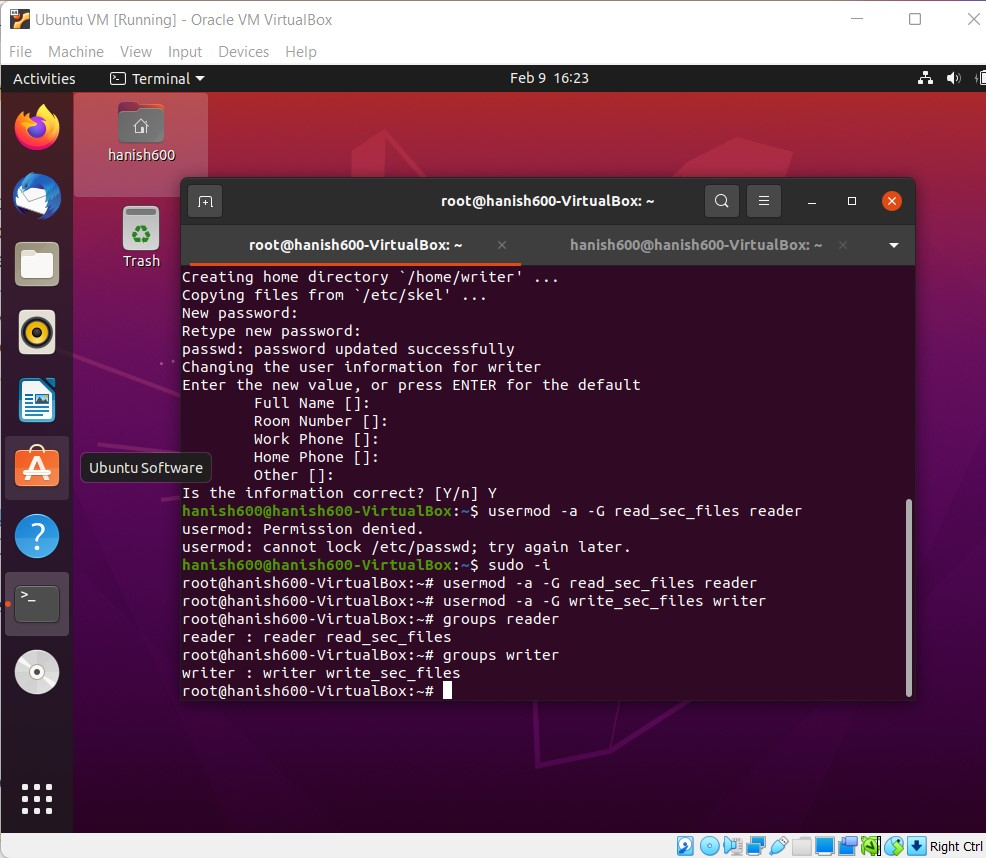 Ubuntu VM [Running] - Oracle VM VirtualBox
File Machine View Input Devices Help
Activities Terminal Feb 9 16:23
hanish600
Trash
root@hanish600-VirtualBox: ~
root@hanish600-VirtualBox: ~ hanish600@hanish600-VirtualBox: ~
Creating home directory `/home/writer' ...
Copying files from `/etc/skel' ...
New password:
Retype new password:
passwd: password updated successfully
Changing the user information for writer
Enter the new value, or press ENTER for the default
Full Name []:
Room Number []:
Work Phone []:
Home Phone []:
Other []:
Is the information correct? [Y/n] Y
hanish600@hanish600-VirtualBox:~$ usermod -a -G read_sec_files reader
usermod: Permission denied.
usermod: cannot lock /etc/passwd; try again later.
hanish600@hanish600-VirtualBox:~$ sudo -i
root@hanish600-VirtualBox:~# usermod -a -G read_sec_files reader
root@hanish600-VirtualBox:~# usermod -a -G write_sec_files writer
root@hanish600-VirtualBox:~# groups reader
reader : reader read_sec_files
root@hanish600-VirtualBox:~# groups writer
writer : writer write_sec_files
root@hanish600-VirtualBox:~#
Ubuntu Software
Right Ctrl